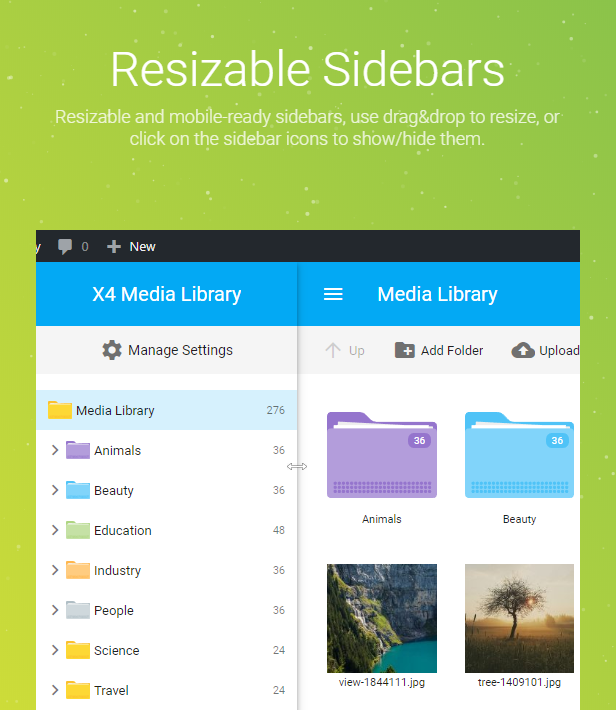 Resizable Sidebars
Resizable and mobile-ready sidebars, use drag&drop to resize, or
click on the sidebar icons to show/hide them.
y 0 New
X4 Media Library
Media Library
Manage Settings
Up Add Folder Upload
Media Library 276
Animals 36
Beauty 36
Education 48
Industry 36
People 36
Science 24
Travel 24
36
36
Animals
Beauty
view-1844111.jpg
tree-1409101.jpg